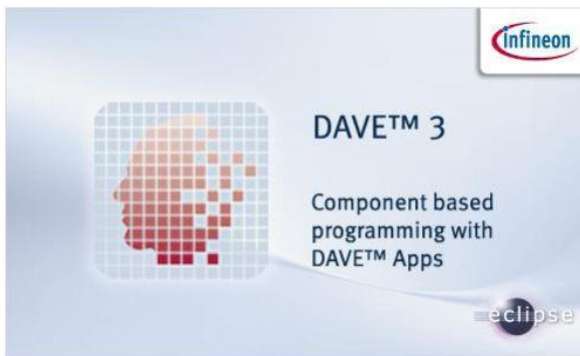 infineon
DAVE™ 3
Component based
programming with
DAVE™ Apps
eclipse